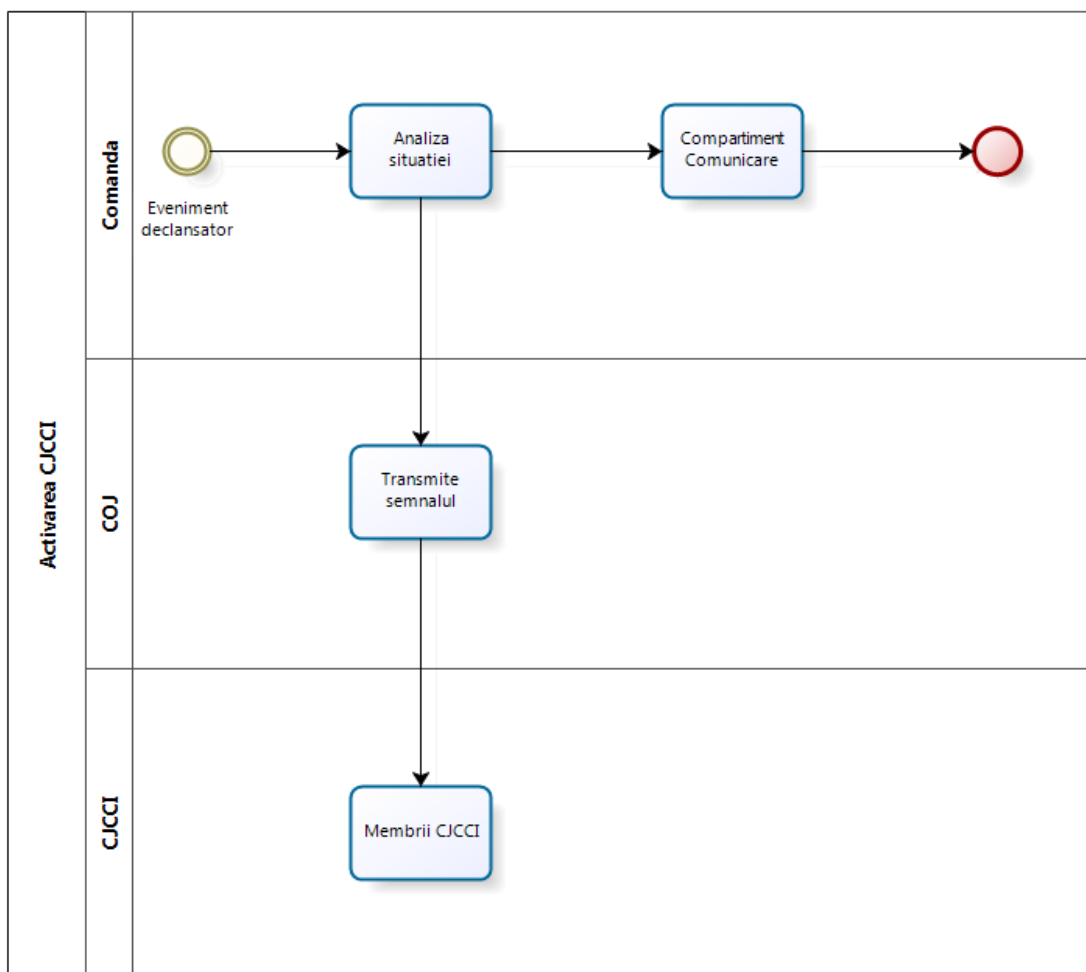 Activarea CJCCI
Comanda
Eveniment
declansator
Analiza
situatiei
Compartiment
Comunicare
COJ
Transmite
semnalul
CJCCI
Membrii CJCCI